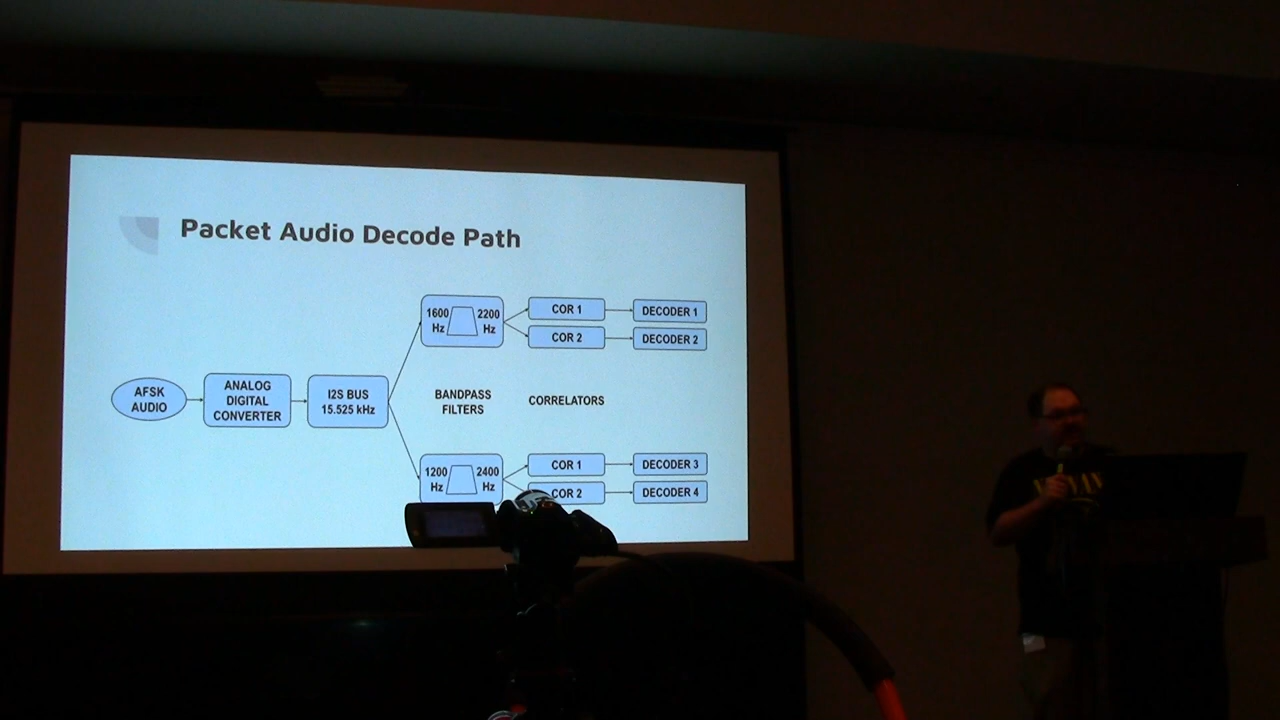 Packet Audio Decode Path
AFSK
AUDIO
ANALOG
DIGITAL
CONVERTER
I2S BUS
15.525 kHz
1600
Hz
2200
Hz
COR 1
COR 2
DECODER 1
DECODER 2
BANDPASS
FILTERS
CORRELATORS
1200
Hz
2400
Hz
COR 1
COR 2
DECODER 3
DECODER 4